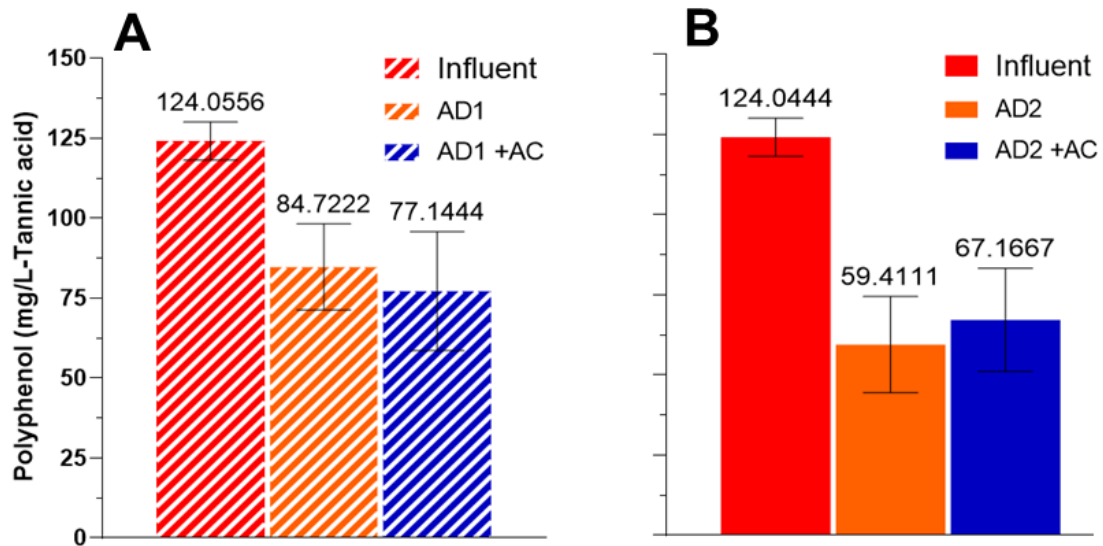 A
Polyphenol (mg/L-Tannic acid)
150
125
100
75
50
25
0
124.0556
84.7222
77.1444
Influent
AD1
AD1 +AC
B
124.0444
59.4111
67.1667
Influent
AD2
AD2 +AC